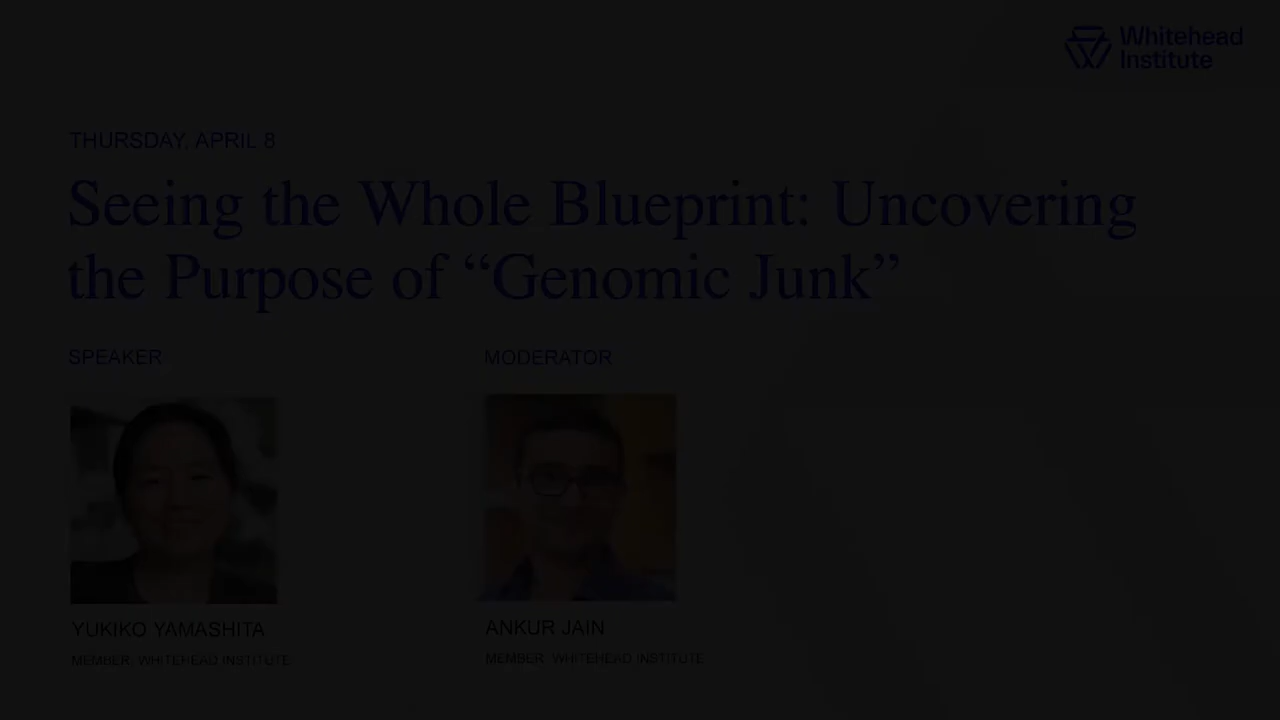 Whitehead
Institute
THURSDAY, APRIL 8
Seeing the Whole Blueprint: Uncovering
the Purpose of “Genomic Junk”
SPEAKER
MODERATOR
YUKIKO YAMASHITA
ANKUR JAIN
MEMBER, WHITEHEAD INSTITUTE
MEMBER, WHITEHEAD INSTITUTE